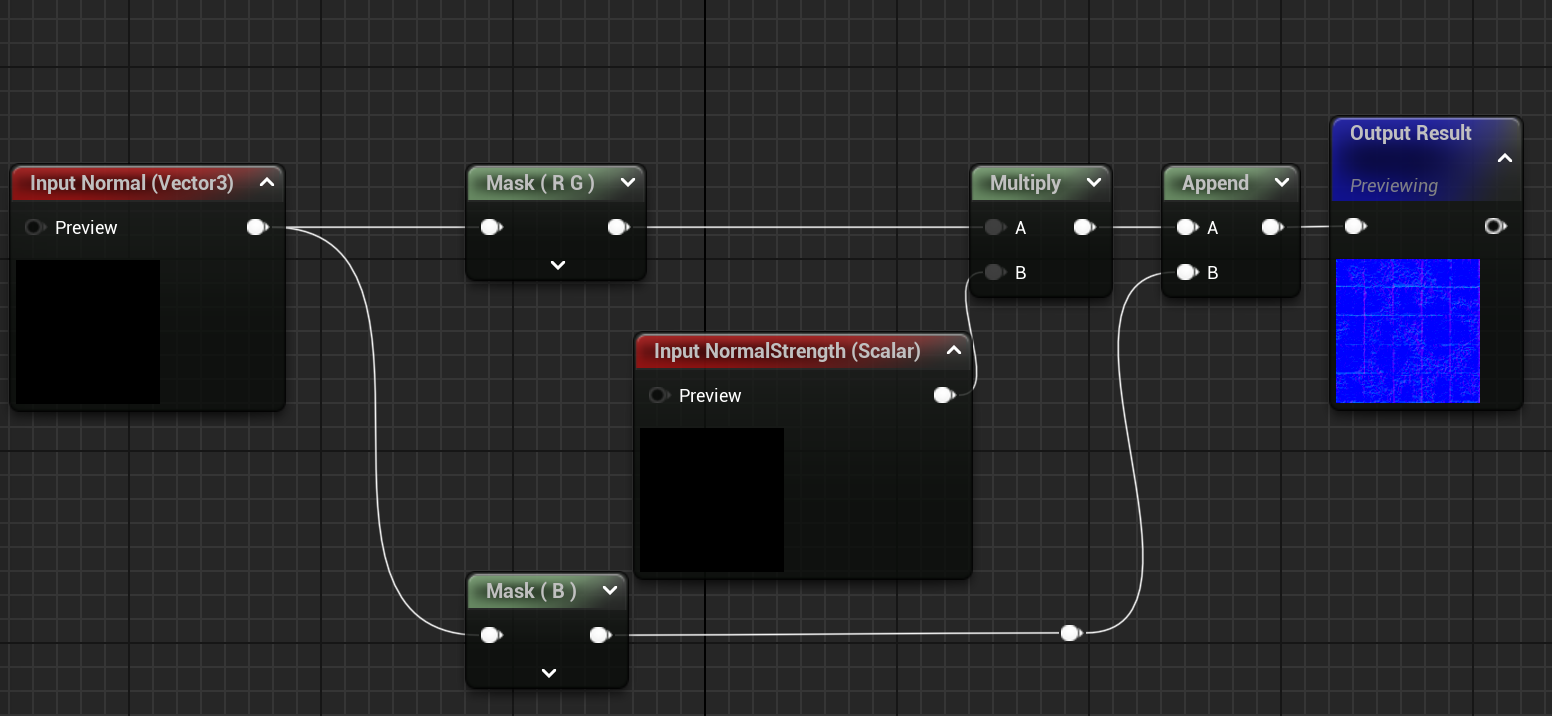 Output Result
Previewing
Input Normal (Vector3)
Preview
Mask ( R G )
Multiply
A
B
Append
A
B
Input NormalStrength (Scalar)
Preview
Mask ( B )